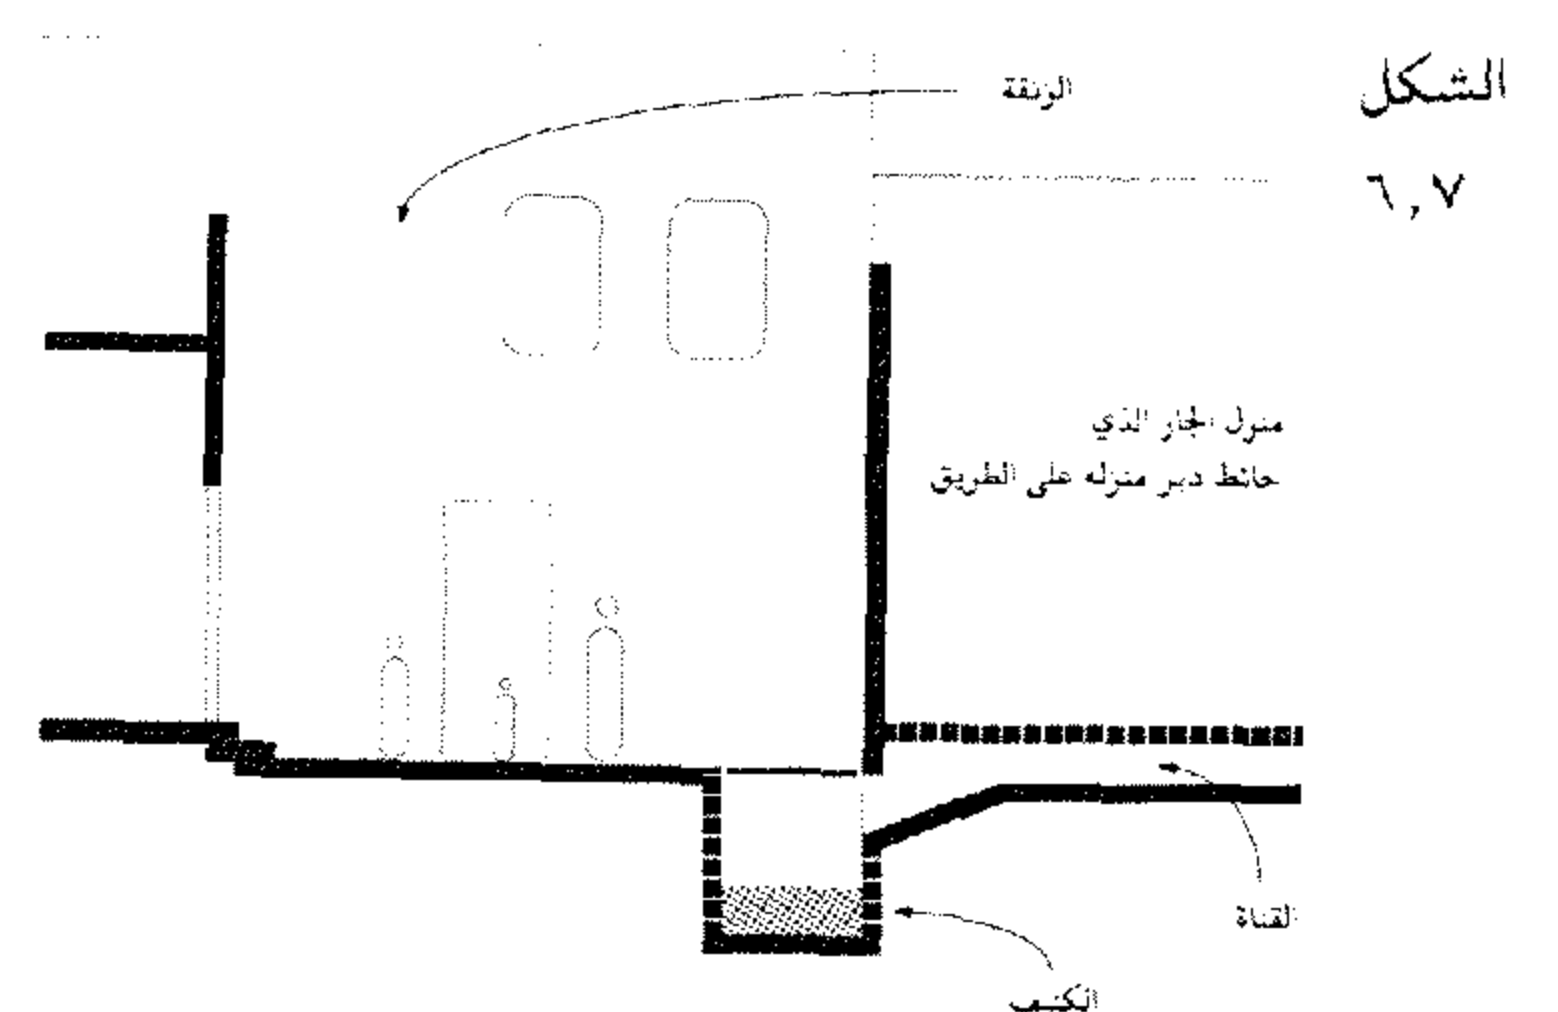 الشكل
٦,٧
الزنقة
منزل الجار الذي
حائط دبر منزله على الطريق
القناة
الكنيف